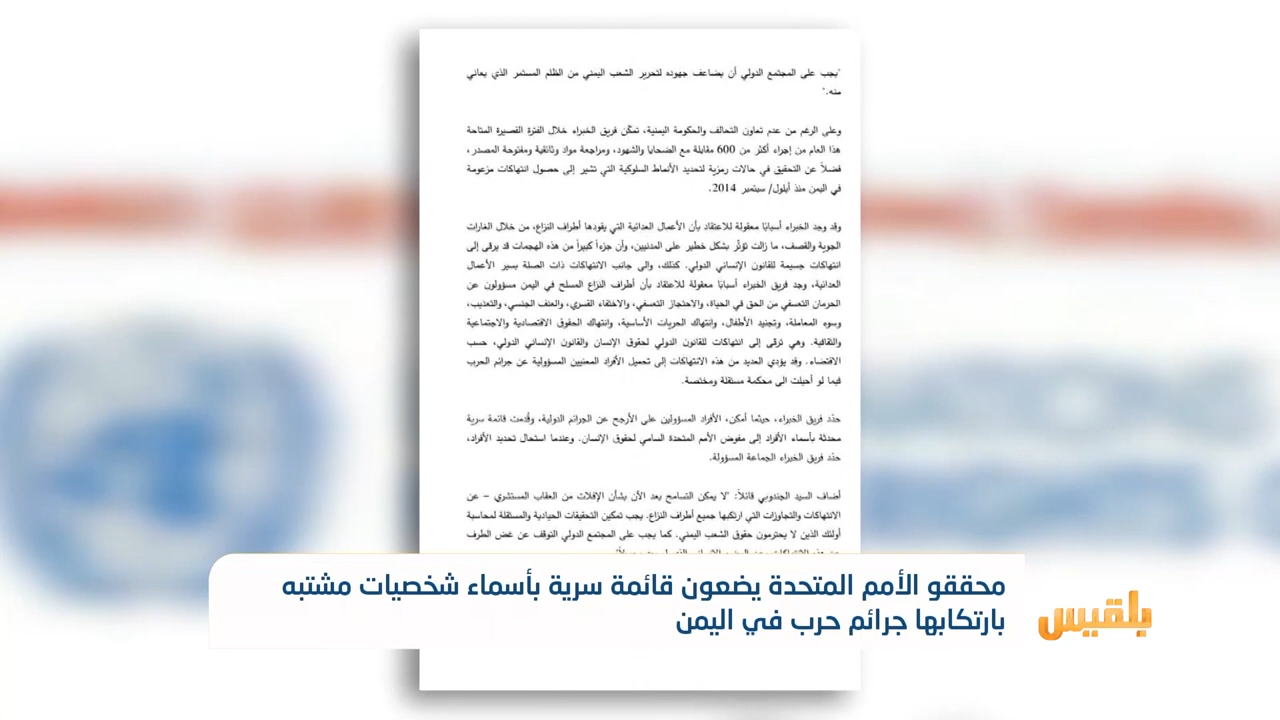 "يجب على المجتمع الدولي أن يضاعف جهوده لتحرير الشعب اليمني من الظلم المستمر الذي يعاني
منه."
وعلى الرغم من عدم تعاون التحالف والحكومة اليمنية، تمكّن فريق الخبراء خلال الفترة القصيرة المتاحة
هذا العام من إجراء أكثر من 600 مقابلة مع الضحايا والشهود، ومراجعة مواد وثائقية ومفتوحة المصدر،
فضلاً عن التحقيق في حالات رمزية لتحديد الأنماط السلوكية التي تشير إلى حصول انتهاكات مزعومة
في اليمن منذ أيلول/ سبتمبر 2014.
وقد وجد الخبراء أسبابًا معقولة للاعتقاد بأن الأعمال العدائية التي يقودها أطراف النزاع، من خلال الغارات
الجوية والقصف، ما زالت تؤثّر بشكل خطير على المدنيين، وأن جزءاً كبيراً من هذه الهجمات قد يرقى إلى
انتهاكات جسيمة للقانون الإنساني الدولي. كذلك، والى جانب الانتهاكات ذات الصلة بسير الأعمال
العدائية، وجد فريق الخبراء أسبابًا معقولة للاعتقاد بأن أطراف النزاع المسلح في اليمن مسؤولون عن
الحرمان التعسفي من الحق في الحياة، والاحتجاز التعسفي، والاختفاء القسري، والعنف الجنسي، والتعذيب،
وسوء المعاملة، وتجنيد الأطفال، وانتهاك الحريات الأساسية، وانتهاك الحقوق الاقتصادية والاجتماعية
والثقافية. وهي ترقى إلى انتهاكات للقانون الدولي لحقوق الإنسان والقانون الإنساني الدولي، حسب
الاقتضاء. وقد يؤدي العديد من هذه الانتهاكات إلى تحميل الأفراد المعنيين المسؤولية عن جرائم الحرب
فيما لو أحيلت الى محكمة مستقلة ومختصة.
حدّد فريق الخبراء، حيثما أمكن، الأفراد المسؤولين على الأرجح عن الجرائم الدولية، وقُدمت قائمة سرية
محدثة بأسماء الأفراد إلى مفوض الأمم المتحدة السامي لحقوق الإنسان. وعندما استحال تحديد الأفراد،
حدّد فريق الخبراء الجماعة المسؤولة.
أضاف السيد الجندوبي قائلاً: "لا يمكن التسامح بعد الآن بشأن الإفلات من العقاب المستشري – عن
الانتهاكات والتجاوزات التي ارتكبها جميع أطراف النزاع. يجب تمكين التحقيقات الحيادية والمستقلة لمحاسبة
أولئك الذين لا يحترمون حقوق الشعب اليمني. كما يجب على المجتمع الدولي التوقف عن غض الطرف
محققو الأمم المتحدة يضعون قائمة سرية بأسماء شخصيات مشتبه
بارتكابها جرائم حرب في اليمن
بلقيس